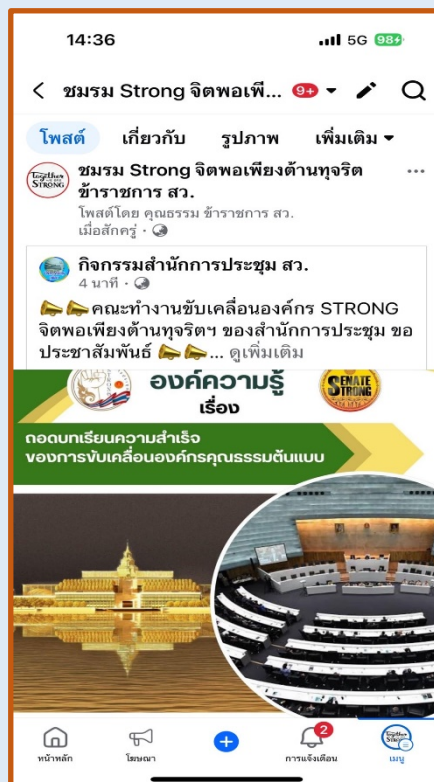 14:36
5G 98
ชมรม Strong จิตพอเพี... 9+
โพสต์ เกี่ยวกับ รูปภาพ เพิ่มเติม
Together
STRONG
ชมรม Strong จิตพอเพียงต้านทุจริต
ข้าราชการ สว.
โพสต์โดย คุณธรรม ข้าราชการ สว.
เมื่อสักครู่ ·
กิจกรรมสำนักการประชุม สว.
4 นาที ·
คณะทำงานขับเคลื่อนองค์กร STRONG
จิตพอเพียงต้านทุจริตฯ ของสำนักการประชุม ขอ
ประชาสัมพันธ์ ... ดูเพิ่มเติม
องค์ความรู้
เรื่อง
SENATE
STRONG
ถอดบทเรียนความสำเร็จ
ของการขับเคลื่อนองค์กรคุณธรรมต้นแบบ
2
หน้าหลัก โฆษณา การแจ้งเตือน เมนู